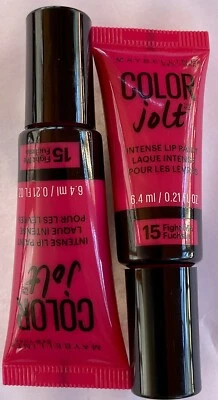 MAYBELLINE
COLOR
Jolt
INTENSE LIP PAINT
LAQUE INTENSE
POUR LES LÈVRES
6.4 ml / 0.21 FL OZ
15
Fuchsia
MAYBELLINE
COLOR
Jolt
INTENSE LIP PAINT
LAQUE INTENSE
POUR LES LÈVRES
6.4 ml / 0.21 FL OZ
15
Fuchsia